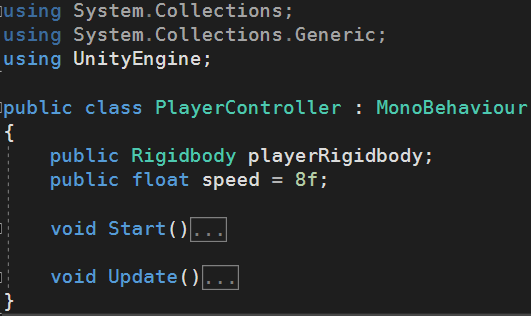 using System.Collections;
using System.Collections.Generic;
using UnityEngine;
public class PlayerController : MonoBehaviour
{
public Rigidbody playerRigidbody;
public float speed = 8f;
void Start()...
void Update()...
}